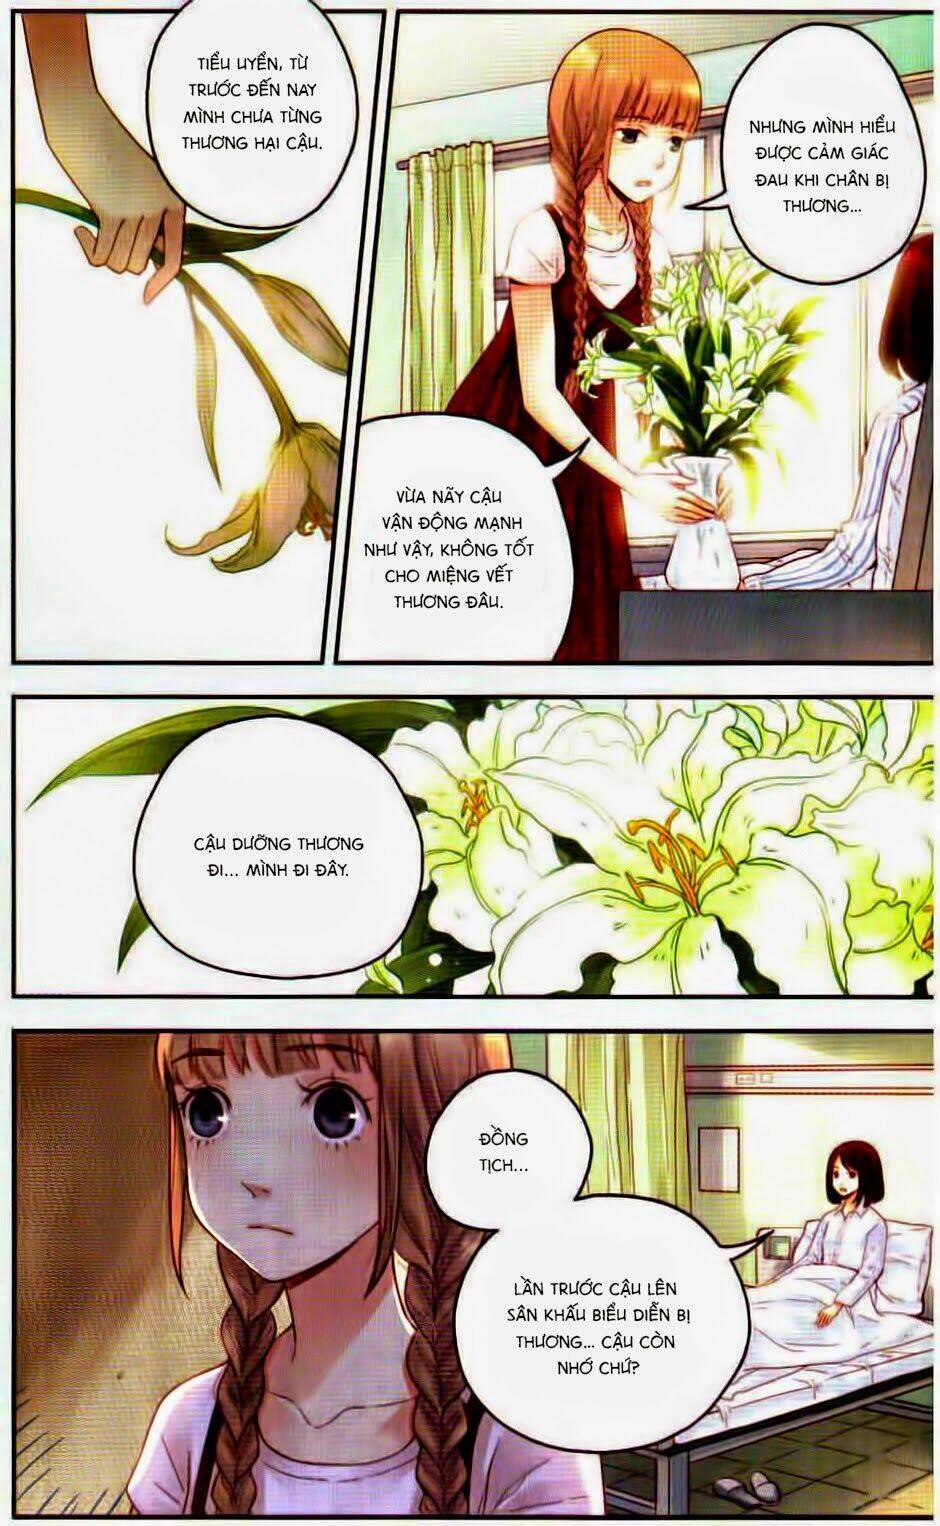 TIỂU UYỂN, TỪ
TRƯỚC ĐẾN NAY
MÌNH CHƯA TỪNG
THƯƠNG HẠI CẬU.
NHƯNG MÌNH HIỂU
ĐƯỢC CẢM GIÁC
ĐAU KHI CHÂN BỊ
THƯƠNG...
VỪA NÃY CẬU
VẬN ĐỘNG MẠNH
NHƯ VẬY, KHÔNG TỐT
CHO MIỆNG VẾT
THƯƠNG ĐÂU.
CẬU DƯỠNG THƯƠNG
ĐI... MÌNH ĐI ĐÂY.
ĐỒNG
TỊCH...
LẦN TRƯỚC CẬU LÊN
SÂN KHẤU BIỂU DIỄN BỊ
THƯƠNG... CẬU CÒN
NHỚ CHỨ?